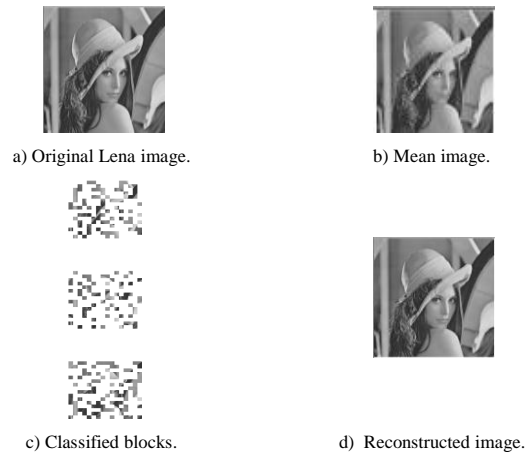 a) Original Lena image.
b) Mean image.
c) Classified blocks.
d) Reconstructed image.